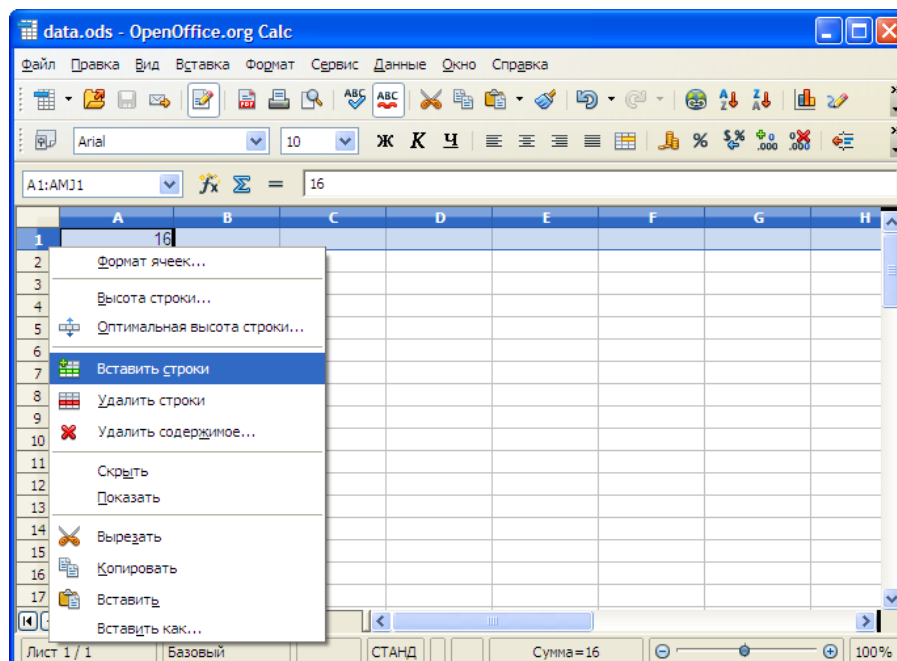 data.ods - OpenOffice.org Calc
Файл Правка Вид Вставка Формат Сервис Данные Окно Справка
Arial 10 Ж К Ч
A1:AMJ1 16
A B C D E F G H
1 16
2
3
4
5
6
7
8
9
10
11
12
13
14
15
16
17
Формат ячеек...
Высота строки...
Оптимальная высота строки...
Вставить строки
Удалить строки
Удалить содержимое...
Скрыть
Показать
Вырезать
Копировать
Вставить
Вставить как...
Лист 1 / 1 Базовый СТАНД Сумма=16 100%